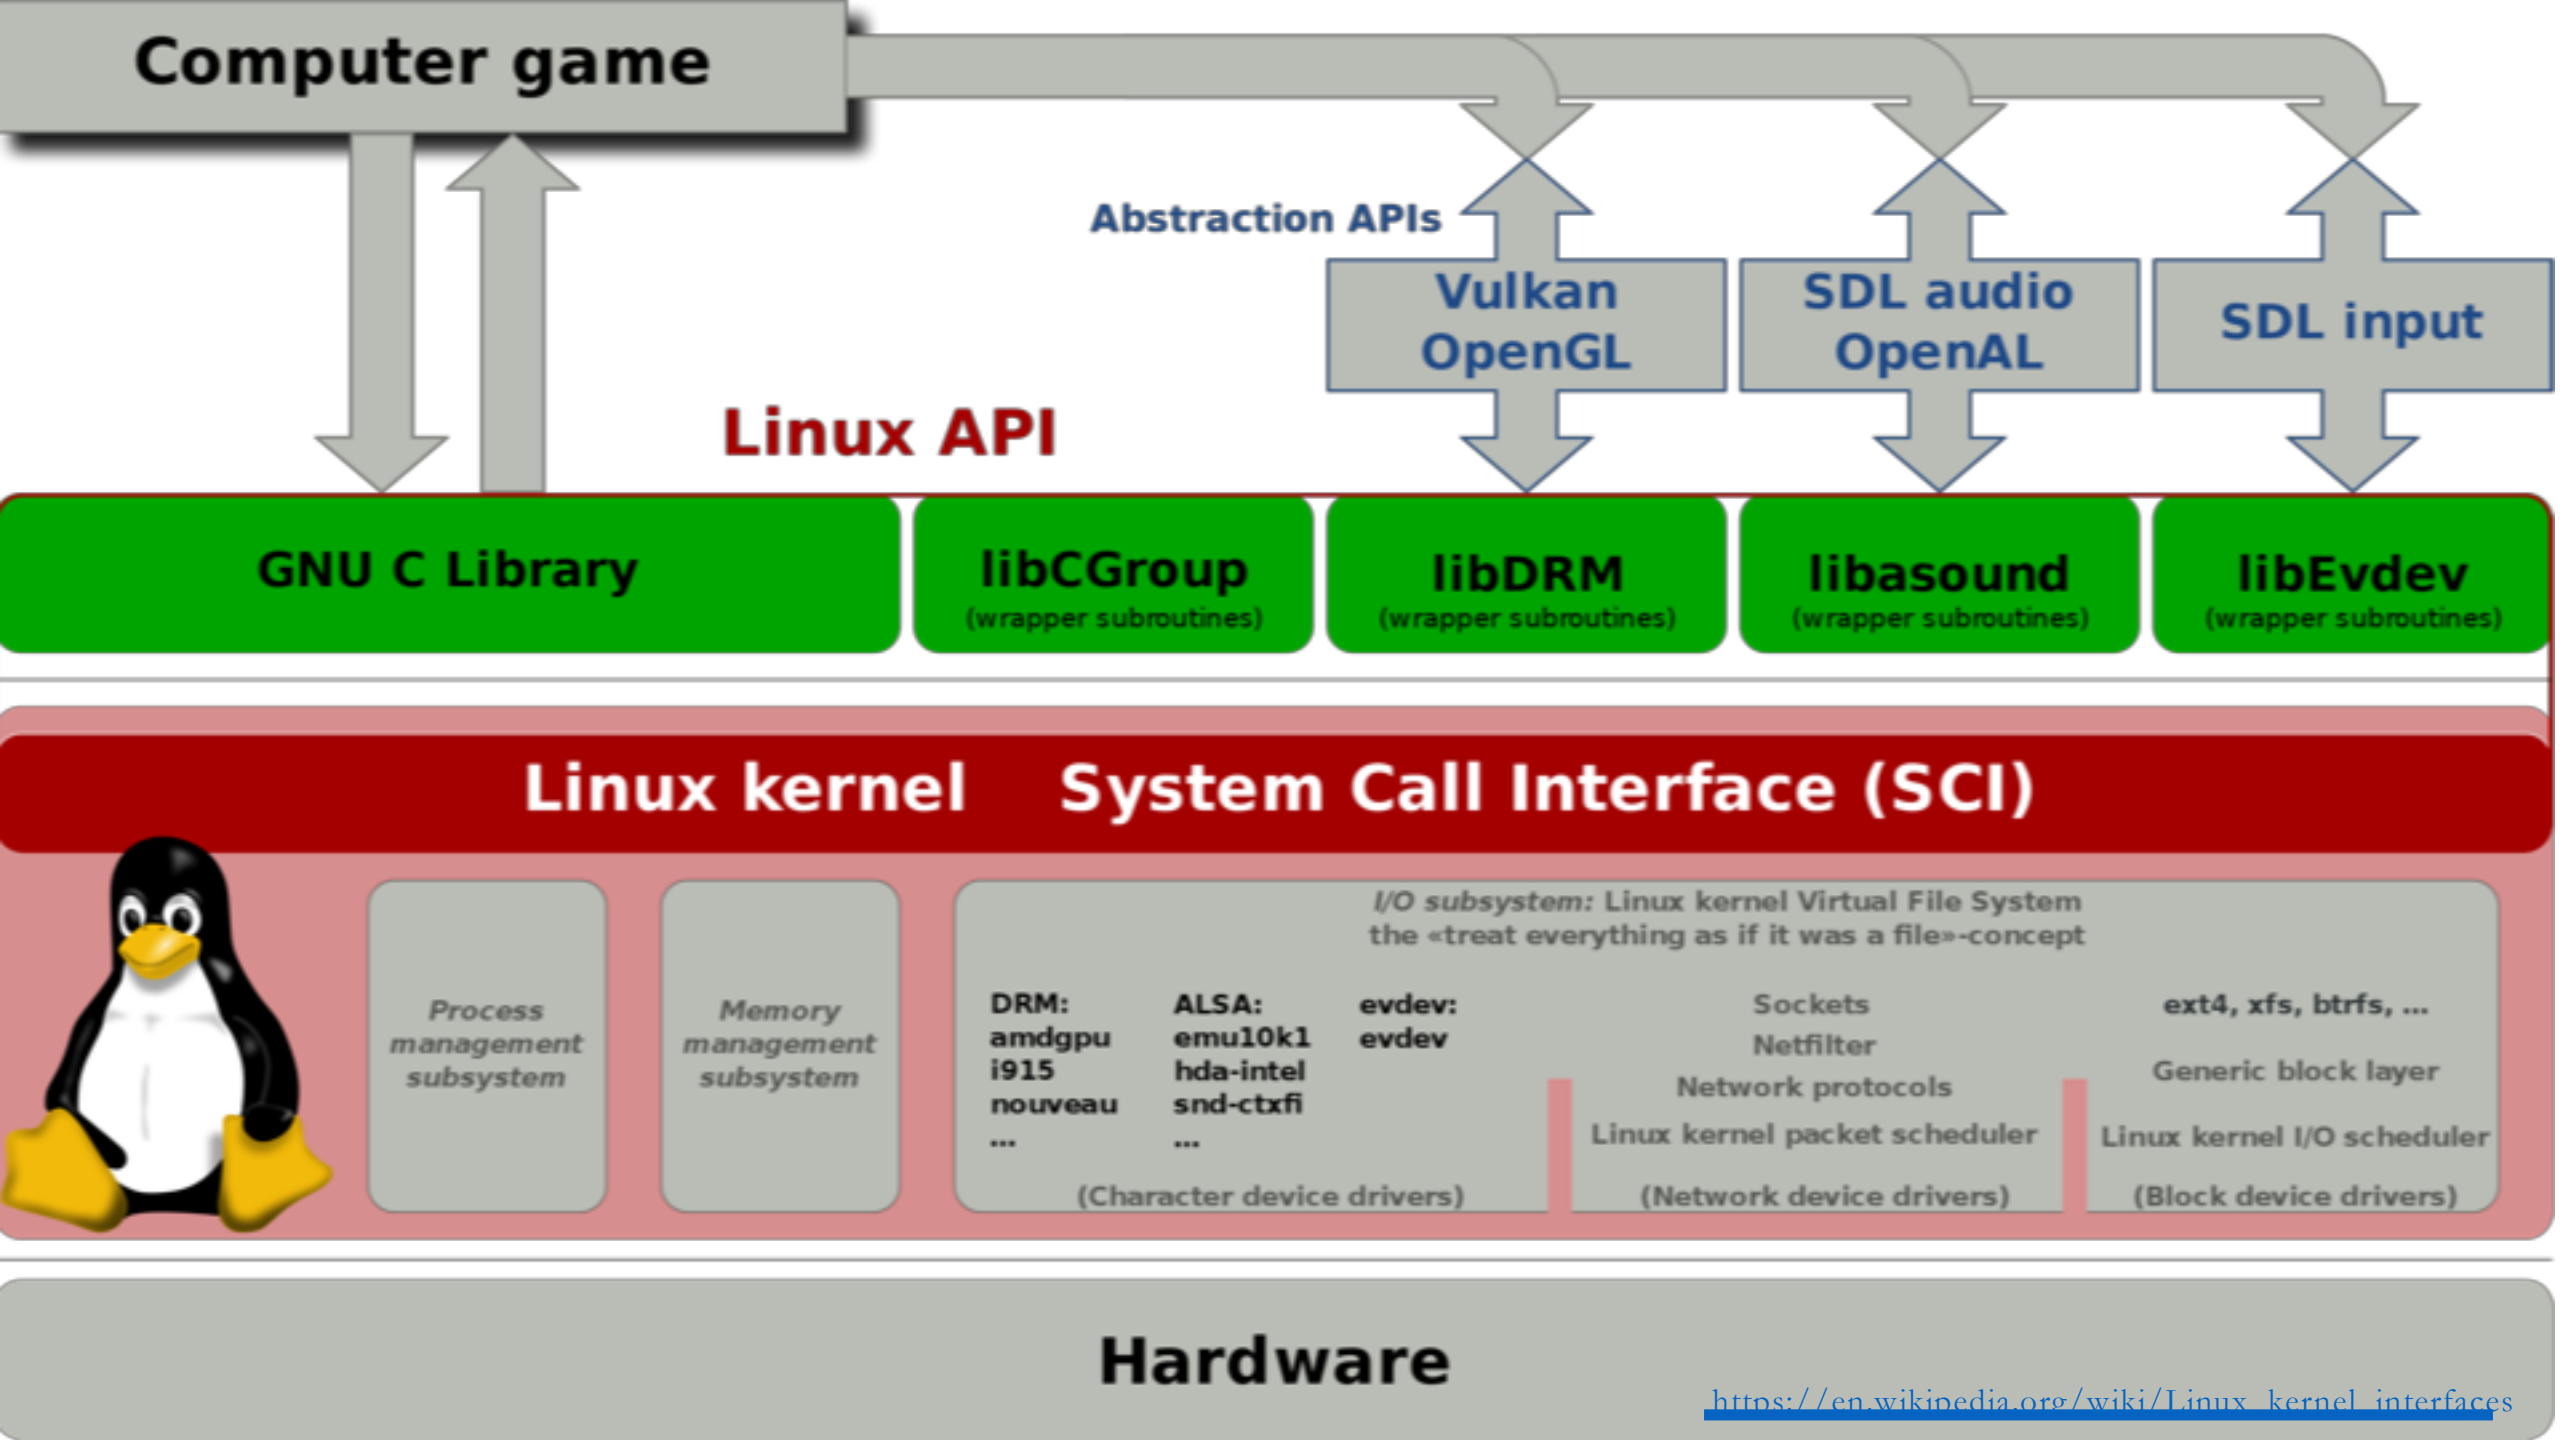 Computer game
Abstraction APIs
Vulkan
OpenGL
SDL audio
OpenAL
SDL input
Linux API
GNU C Library
libCGroup
(wrapper subroutines)
libDRM
(wrapper subroutines)
libasound
(wrapper subroutines)
libEvdev
(wrapper subroutines)
Linux kernel System Call Interface (SCI)
Process
management
subsystem
Memory
management
subsystem
I/O subsystem: Linux kernel Virtual File System
the «treat everything as if it was a file»-concept
DRM:
amdgpu
i915
nouveau
...
ALSA:
emu10k1
hda-intel
snd-ctxfi
...
evdev:
evdev
(Character device drivers)
Sockets
Netfilter
Network protocols
Linux kernel packet scheduler
(Network device drivers)
ext4, xfs, btrfs, ...
Generic block layer
Linux kernel I/O scheduler
(Block device drivers)
Hardware
https://en.wikipedia.org/wiki/Linux_kernel_interfaces